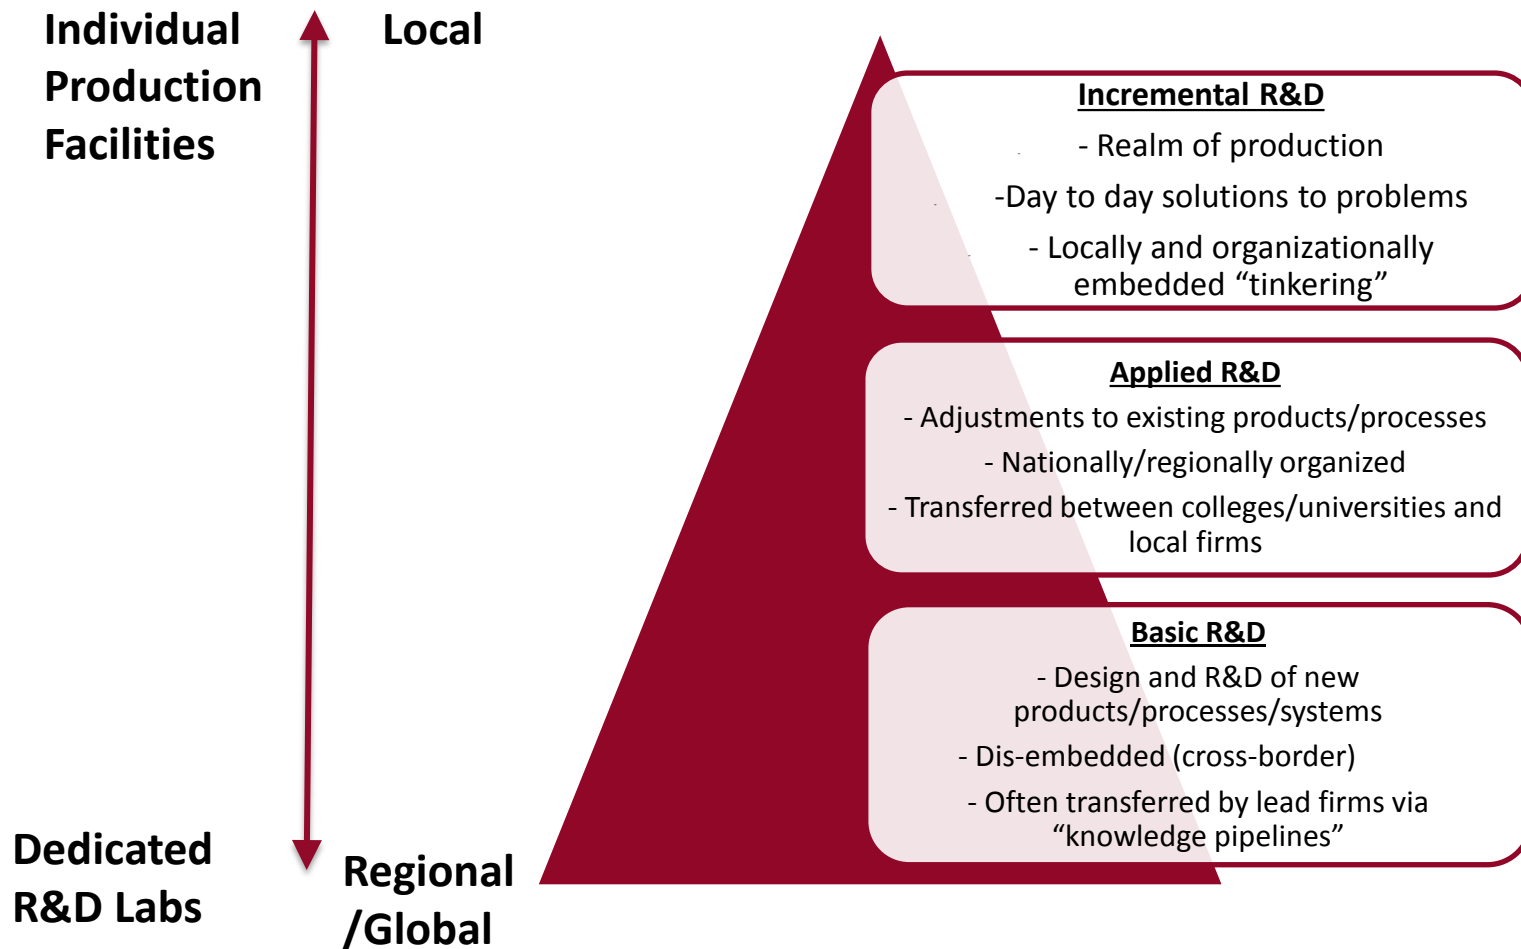 Individual
Production
Facilities
Local
Incremental R&D
- Realm of production
-Day to day solutions to problems
- Locally and organizationally
embedded “tinkering”
Applied R&D
- Adjustments to existing products/processes
- Nationally/regionally organized
- Transferred between colleges/universities and
local firms
Basic R&D
- Design and R&D of new
products/processes/systems
- Dis-embedded (cross-border)
- Often transferred by lead firms via
“knowledge pipelines”
Dedicated
R&D Labs
Regional
/Global